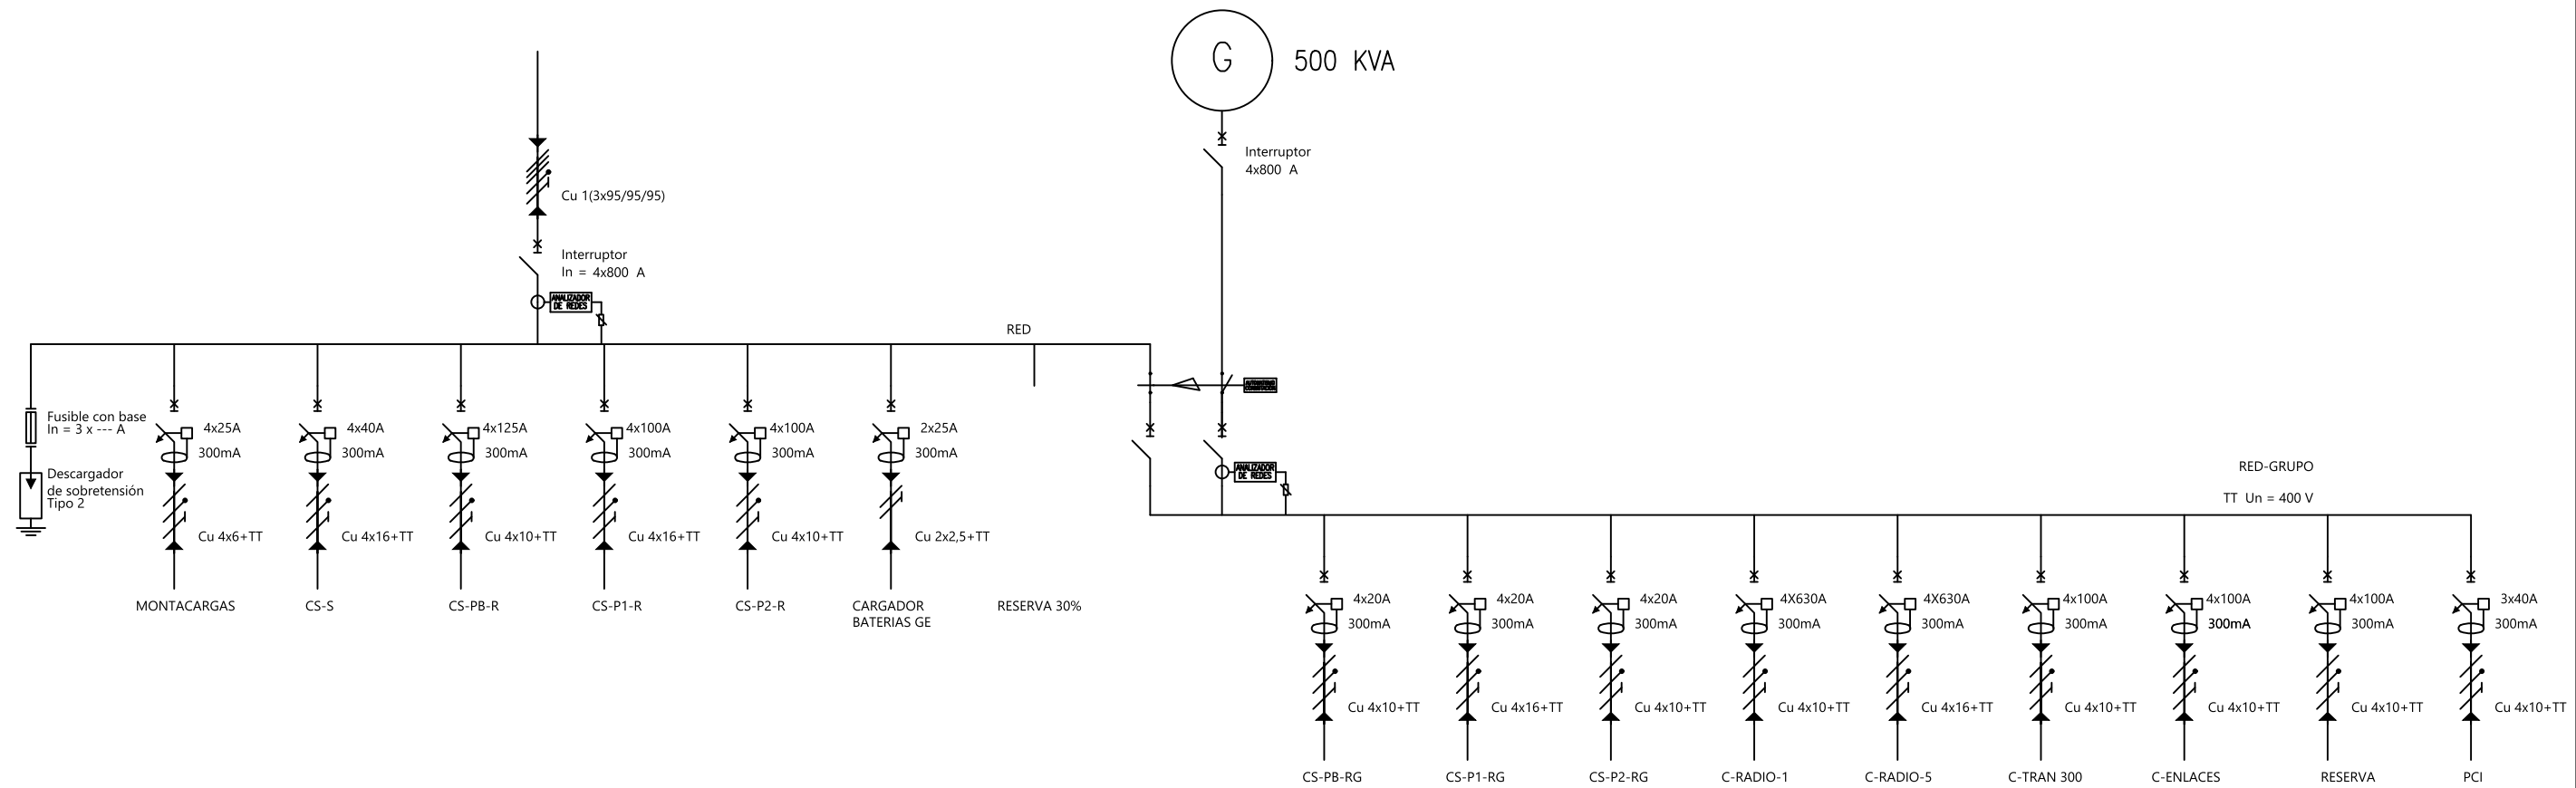 G
500 KVA
Interruptor
4x800 A
Cu 1(3x95/95/95)
Interruptor
In = 4x800 A
ANALIZADOR
DE REDES
RED
Fusible con base
In = 3 x --- A
Descargador
de sobretensión
Tipo 2
4x25A
300mA
Cu 4x6+TT
MONTACARGAS
4x40A
300mA
Cu 4x16+TT
CS-S
4x125A
300mA
Cu 4x10+TT
CS-PB-R
4x100A
300mA
Cu 4x16+TT
CS-P1-R
4x100A
300mA
Cu 4x10+TT
CS-P2-R
2x25A
300mA
Cu 2x2,5+TT
CARGADOR
BATERIAS GE
RESERVA 30%
ANALIZADOR
DE REDES
RED-GRUPO
TT Un = 400 V
4x20A
300mA
Cu 4x10+TT
CS-PB-RG
4x20A
300mA
Cu 4x16+TT
CS-P1-RG
4x20A
300mA
Cu 4x10+TT
CS-P2-RG
4X630A
300mA
Cu 4x10+TT
C-RADIO-1
4X630A
300mA
Cu 4x16+TT
C-RADIO-5
4x100A
300mA
Cu 4x10+TT
C-TRAN 300
4x100A
300mA
Cu 4x10+TT
C-ENLACES
4x100A
300mA
Cu 4x10+TT
RESERVA
3x40A
300mA
Cu 4x10+TT
PCI